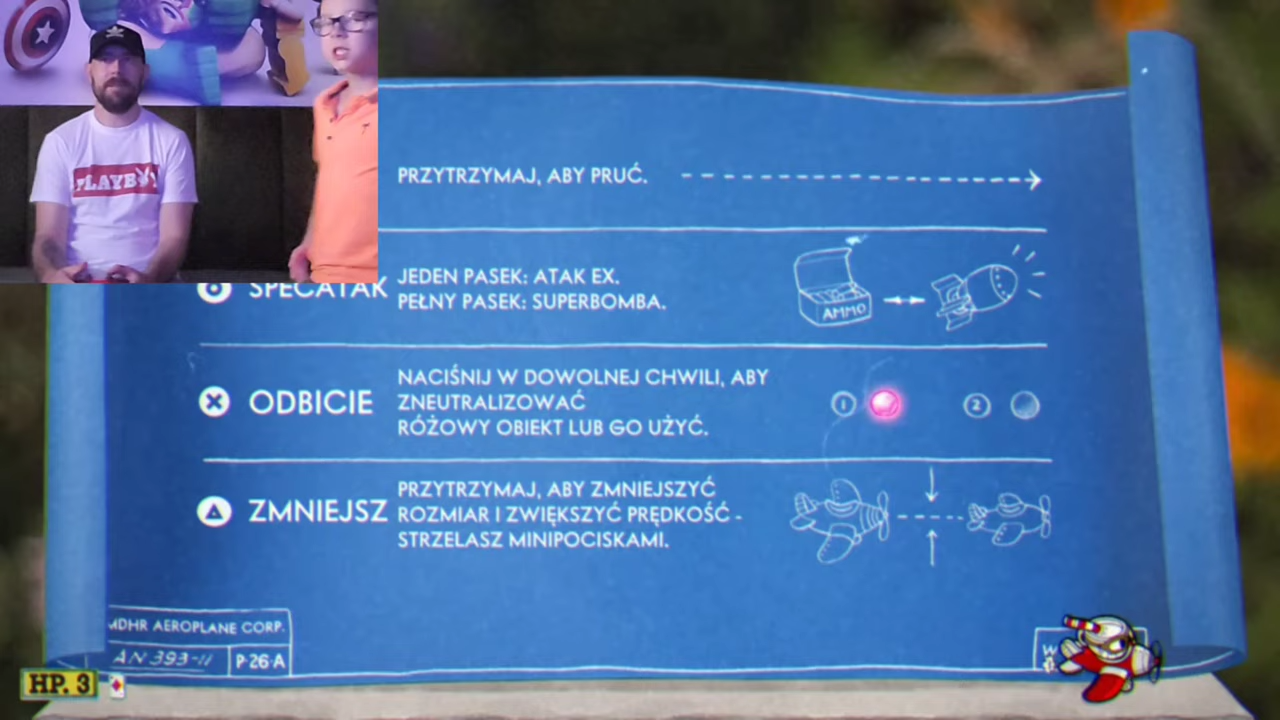 PLAYBOY
PRZYTRZYMAJ, ABY PRUĆ.
SPECATAK
JEDEN PASEK: ATAK EX.
PEŁNY PASEK: SUPERBOMBA.
AMMO
ODBICIE
NACIŚNIJ W DOWOLNEJ CHWILI, ABY
ZNEUTRALIZOWAĆ
RÓŻOWY OBIEKT LUB GO UŻYĆ.
1
2
ZMNIEJSZ
PRZYTRZYMAJ, ABY ZMNIEJSZYĆ
ROZMIAR I ZWIĘKSZYĆ PRĘDKOŚĆ -
STRZELASZ MINIPOCISKAMI.
MDHR AEROPLANE CORP.
AN 393-11
P-26-A
HP. 3